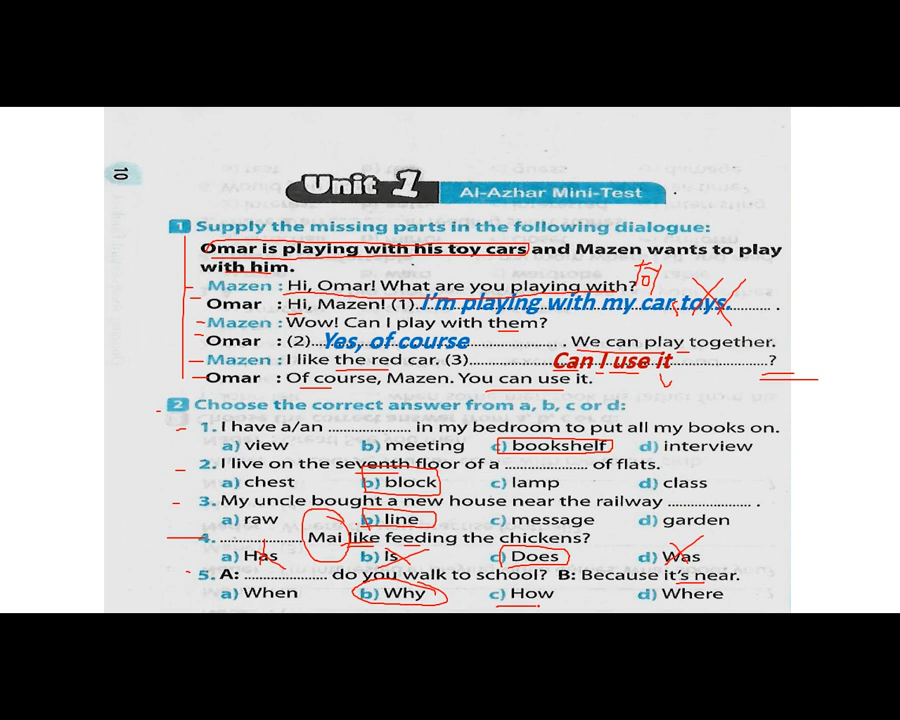 10
Unit 1 Al-Azhar Mini-Test
1 Supply the missing parts in the following dialogue:
Omar is playing with his toy cars and Mazen wants to play
with him.
toy
Mazen : Hi, Omar! What are you playing with?
Omar : Hi, Mazen! (1) I'm playing with my car toys. .
Mazen : Wow! Can I play with them?
Omar : (2) Yes, of course . We can play together.
Mazen : I like the red car. (3) Can I use it ?
Omar : Of course, Mazen. You can use it.
2 Choose the correct answer from a, b, c or d:
1. I have a/an .................. in my bedroom to put all my books on.
a) view b) meeting c) bookshelf d) interview
2. I live on the seventh floor of a .................. of flats.
a) chest b) block c) lamp d) class
3. My uncle bought a new house near the railway .................... .
a) raw b) line c) message d) garden
4. .................. Mai like feeding the chickens?
a) Has b) Is c) Does d) Was
5. A: .................. do you walk to school? B: Because it's near.
a) When b) Why c) How d) Where